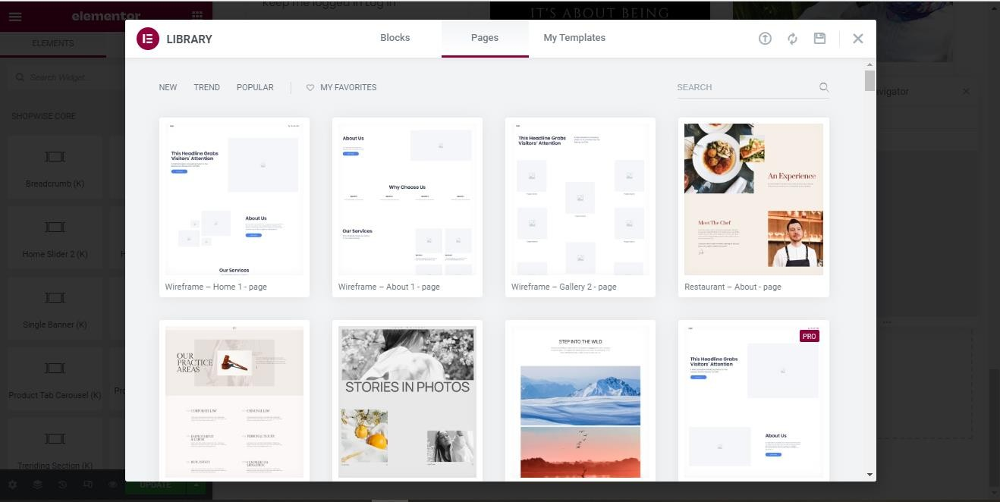 Keep me logged in Log in
elementor
IT'S ABOUT BEING
LIBRARY
Blocks
Pages
My Templates
ELEMENTS
Search Widget...
NEW
TREND
POPULAR
MY FAVORITES
SEARCH
avigator
SHOPWISE CORE
Breadcrumb (K)
Home Slider 2 (K)
H
Single Banner (K)
Product Tab Carousel (K)
Pro
Trending Section (K)
UPDATE
This Headline Grabs
Visitors' Attention
About Us
Our Services
Wireframe – Home 1 - page
About Us
Why Choose Us
Our Services
Wireframe – About 1 - page
This Headline Grabs
Visitors' Attention
Wireframe – Gallery 2 - page
An Experience
Meet The Chef
Restaurant – About - page
OUR
PRACTICE
AREAS
CORPORATE LAW
CRIMINAL LAW
EMPLOYMENT
& LABOR
PERSONAL INJURY
REAL ESTATE
COMMERCIAL
LITIGATION
STORIES IN PHOTOS
STEP INTO THE WILD.
PRO
This Headline Grabs
Visitors' Attention
About Us